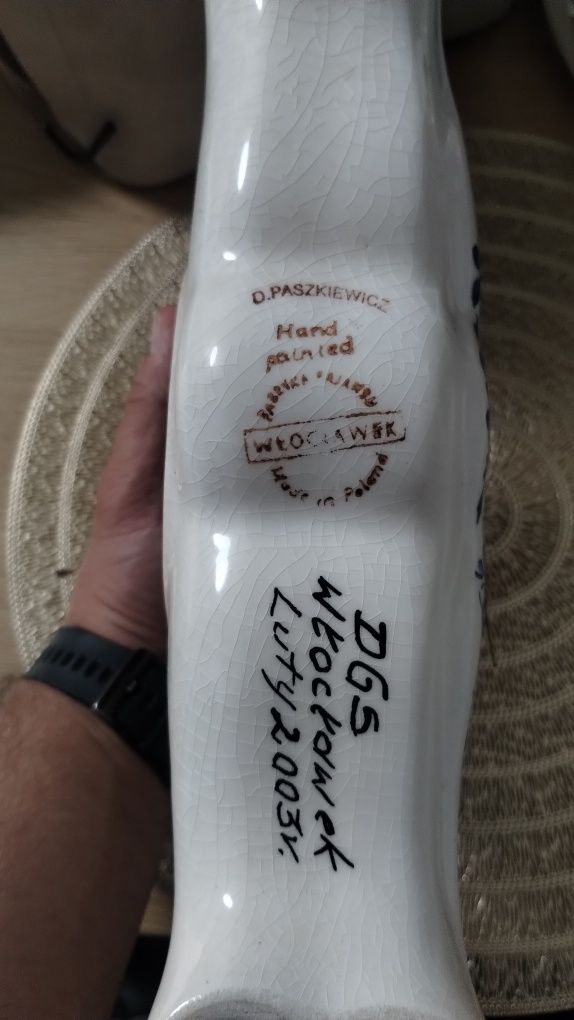 D.PASZKIEWICZ
Hand
painted
FABRYKA FAJANSU
WŁOCŁAWEK
Made in Poland
DGS
Włocławek
Luty 2003r.